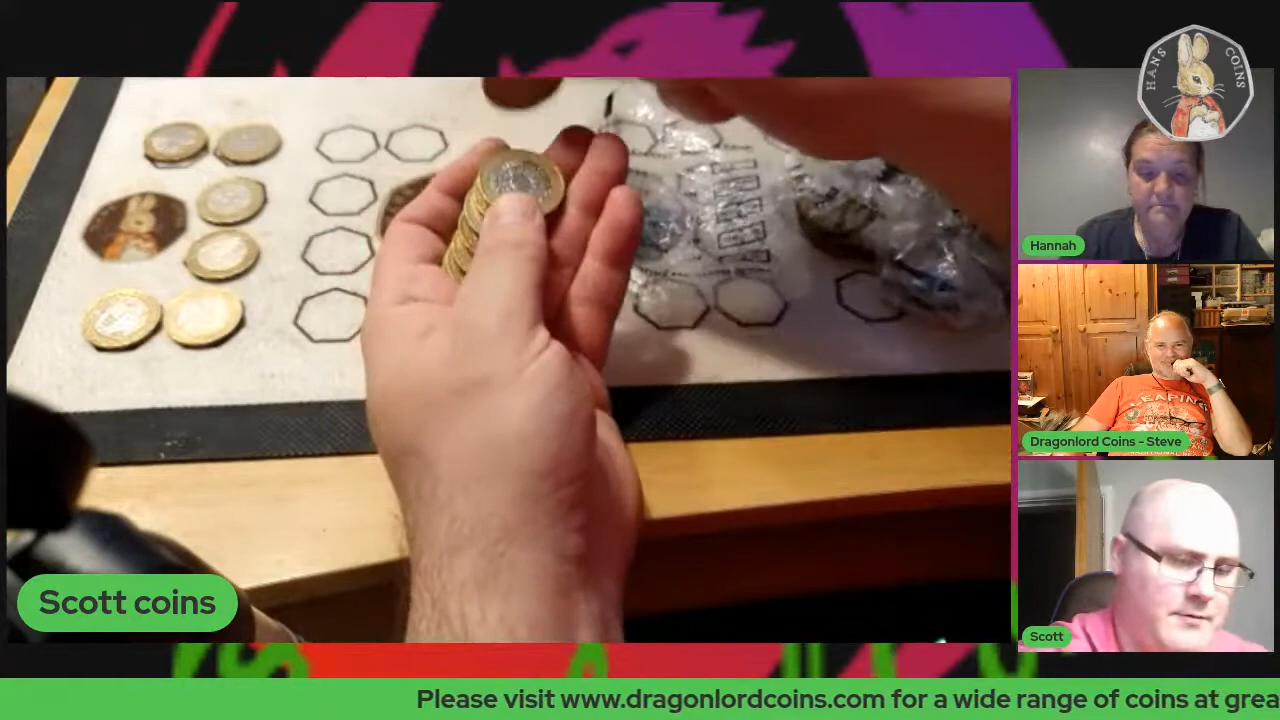 HANS COINS
Hannah
LEAPING
Dragonlord Coins - Steve
Scott coins
Scott
Please visit www.dragonlordcoins.com for a wide range of coins at grea